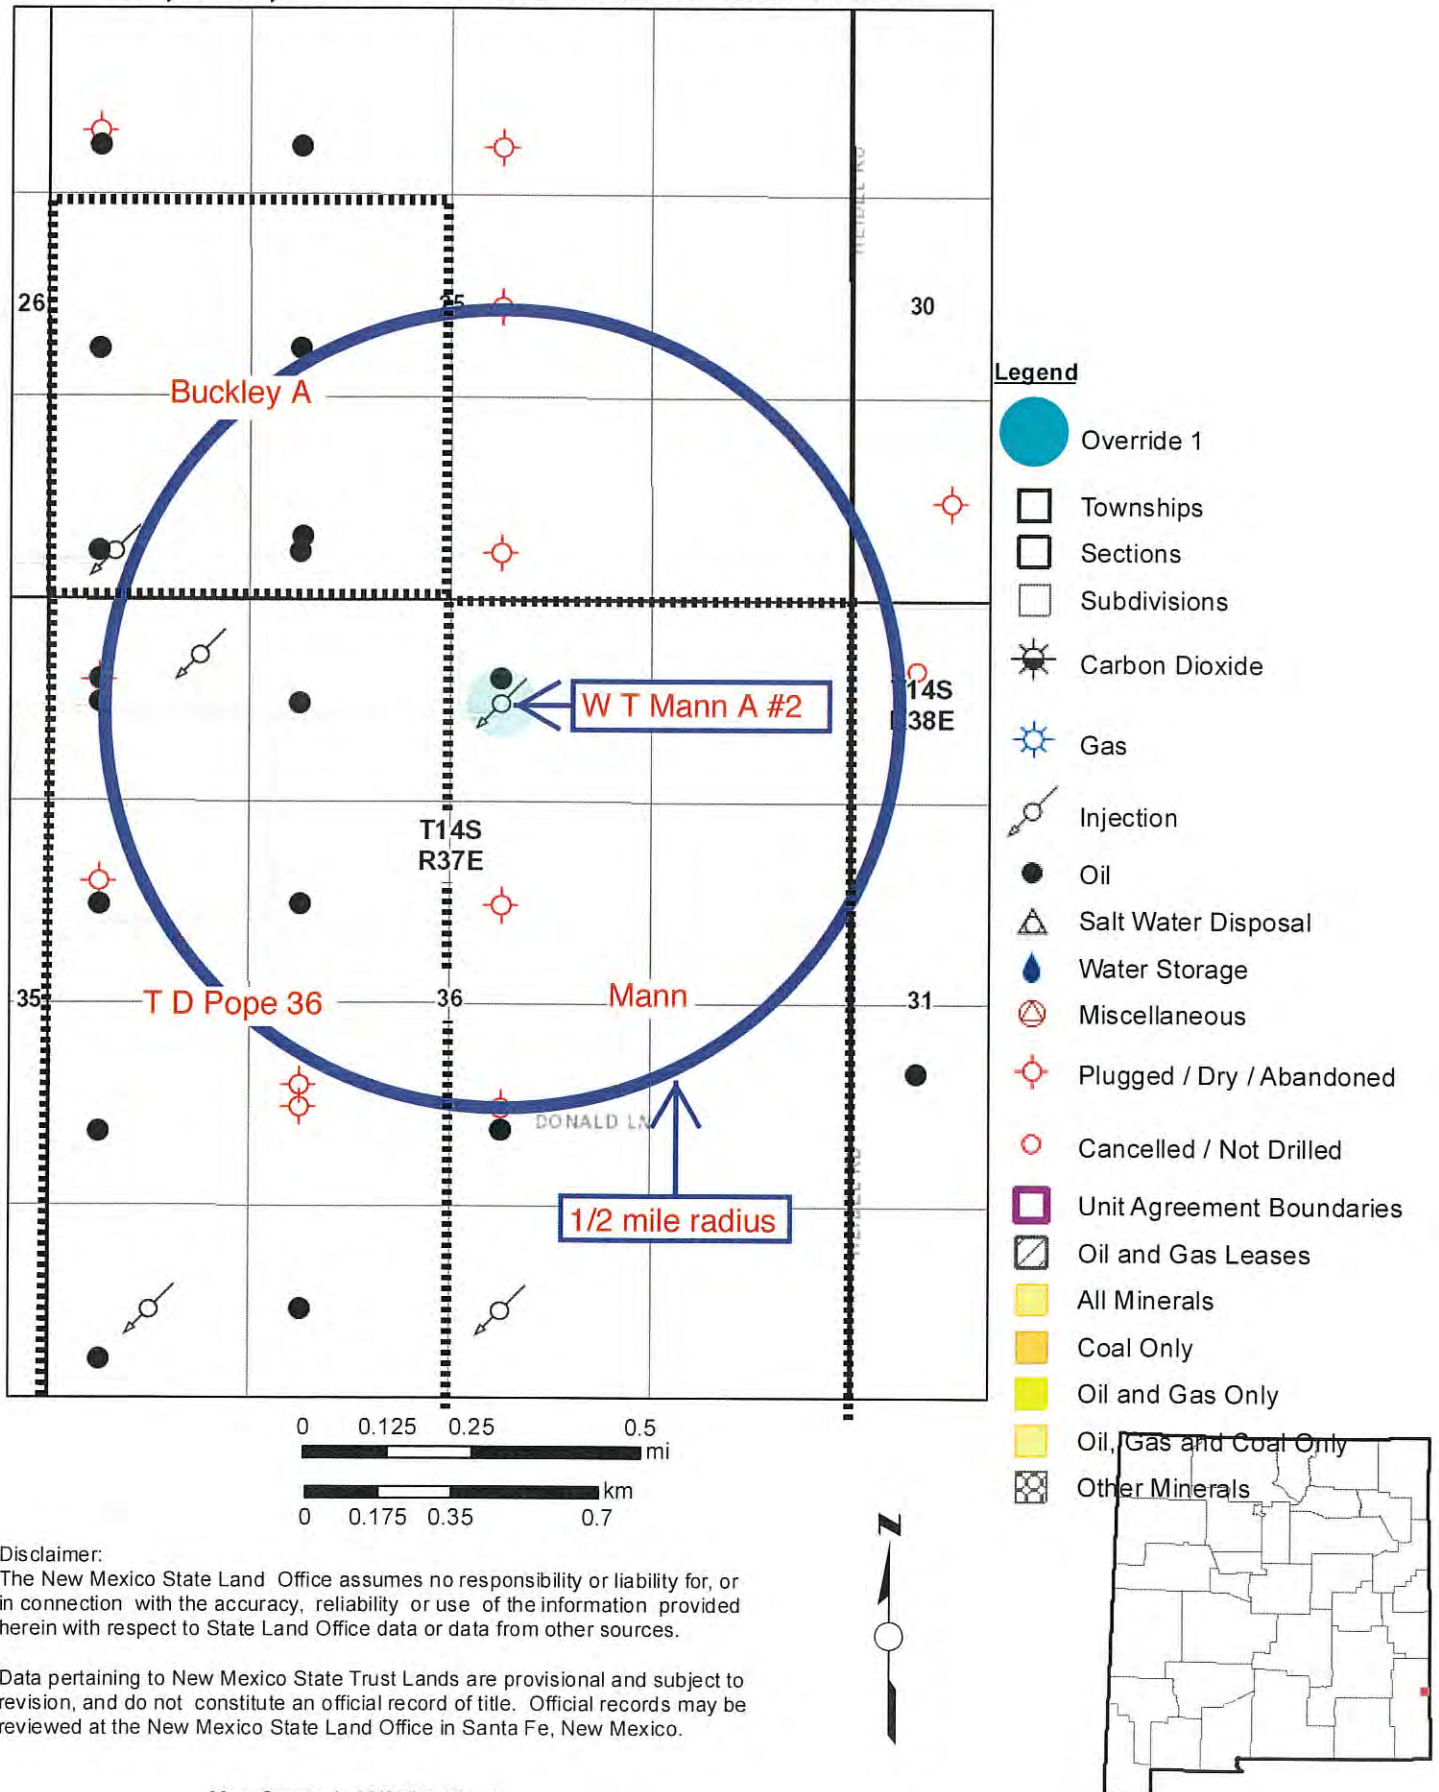 26
25
30
Buckley A
W T Mann A #2
T14S
38E
T14S
R37E
35
T D Pope 36
36
Mann
31
DONALD LN
1/2 mile radius
Legend
Override 1
Townships
Sections
Subdivisions
Carbon Dioxide
Gas
Injection
Oil
Salt Water Disposal
Water Storage
Miscellaneous
Plugged / Dry / Abandoned
Cancelled / Not Drilled
Unit Agreement Boundaries
Oil and Gas Leases
All Minerals
Coal Only
Oil and Gas Only
Oil, Gas and Coal Only
Other Minerals
0 0.125 0.25 0.5
mi
km
0 0.175 0.35 0.7
N
Disclaimer:
The New Mexico State Land Office assumes no responsibility or liability for, or
in connection with the accuracy, reliability or use of the information provided
herein with respect to State Land Office data or data from other sources.
Data pertaining to New Mexico State Trust Lands are provisional and subject to
revision, and do not constitute an official record of title. Official records may be
reviewed at the New Mexico State Land Office in Santa Fe, New Mexico.